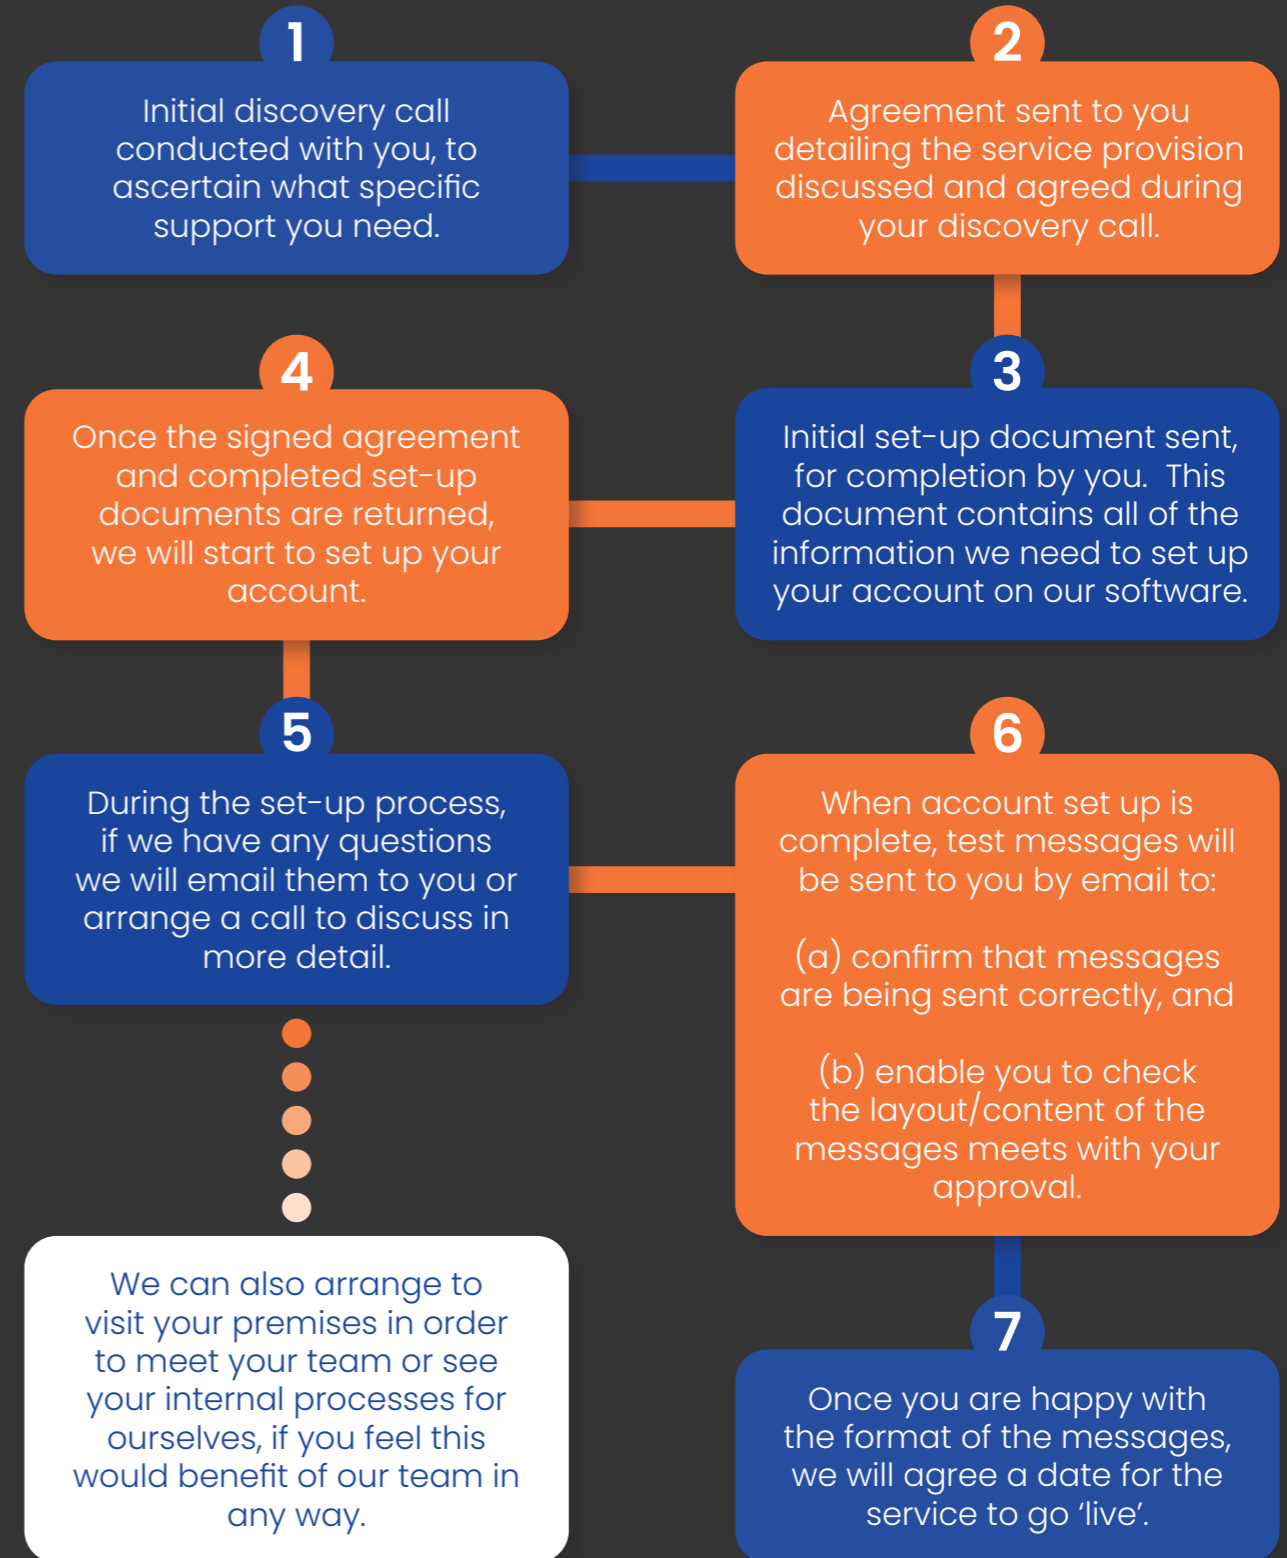 1
Initial discovery call
conducted with you, to
ascertain what specific
support you need.
2
Agreement sent to you
detailing the service provision
discussed and agreed during
your discovery call.
3
Initial set-up document sent,
for completion by you.  This
document contains all of the
information we need to set up
your account on our software.
4
Once the signed agreement
and completed set-up
documents are returned,
we will start to set up your
account.
5
During the set-up process,
if we have any questions
we will email them to you or
arrange a call to discuss in
more detail.
We can also arrange to
visit your premises in order
to meet your team or see
your internal processes for
ourselves, if you feel this
would benefit of our team in
any way.
6
When account set up is
complete, test messages will
be sent to you by email to:
(a) confirm that messages
are being sent correctly, and
(b) enable you to check
the layout/content of the
messages meets with your
approval.
7
Once you are happy with
the format of the messages,
we will agree a date for the
service to go ‘live’.